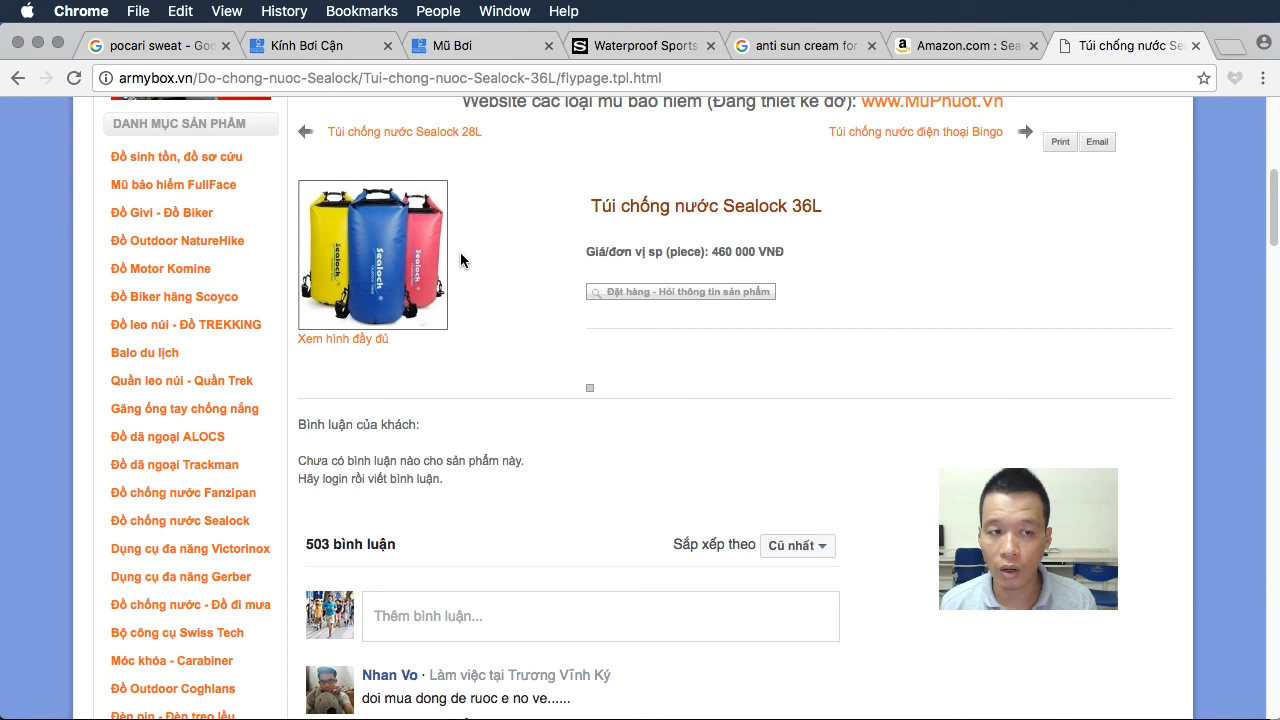 Chrome File Edit View History Bookmarks People Window Help
pocari sweat - Goo
Kính Bơi Cận
Mũ Bơi
Waterproof Sports
anti sun cream for
Amazon.com : Sea
Túi chống nước Se
armybox.vn/Do-chong-nuoc-Sealock/Tui-chong-nuoc-Sealock-36L/flypage.tpl.html
Website các loại mũ bảo hiểm (Đang thiết kế dở): www.MuPhuot.Vn
DANH MỤC SẢN PHẨM
Túi chống nước Sealock 28L
Túi chống nước điện thoại Bingo
Print
Email
Đồ sinh tồn, đồ sơ cứu
Mũ bảo hiểm FullFace
Đồ Givi - Đồ Biker
Đồ Outdoor NatureHike
Đồ Motor Komine
Đồ Biker hãng Scoyco
Đồ leo núi - Đồ TREKKING
Balo du lịch
Quần leo núi - Quần Trek
Găng ống tay chống nắng
Đồ dã ngoại ALOCS
Đồ dã ngoại Trackman
Đồ chống nước Fanzipan
Đồ chống nước Sealock
Dụng cụ đa năng Victorinox
Dụng cụ đa năng Gerber
Đồ chống nước - Đồ đi mưa
Bộ công cụ Swiss Tech
Móc khóa - Carabiner
Đồ Outdoor Coghlans
Đèn pin - Đèn treo lều
Sealock
Sealock
Sealock
Xem hình đầy đủ
Túi chống nước Sealock 36L
Giá/đơn vị sp (piece): 460 000 VNĐ
Đặt hàng - Hỏi thông tin sản phẩm
Bình luận của khách:
Chưa có bình luận nào cho sản phẩm này.
Hãy login rồi viết bình luận.
503 bình luận
Sắp xếp theo Cũ nhất
Thêm bình luận...
Nhan Vo · Làm việc tại Trương Vĩnh Ký
doi mua dong de ruoc e no ve......